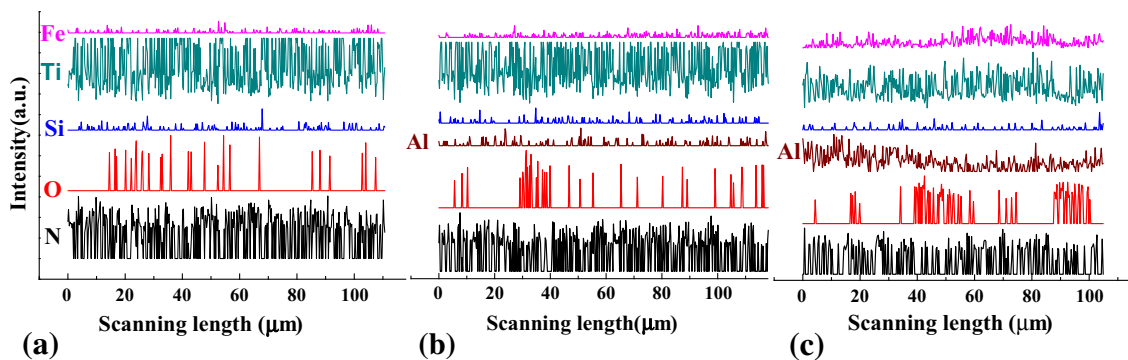 Intensity(a.u.)
Fe
Ti
Si
O
N
0 20 40 60 80 100
Scanning length (μm)
(a)
Al
0 20 40 60 80 100
Scanning length(μm)
(b)
Al
0 20 40 60 80 100
Scanning length (μm)
(c)